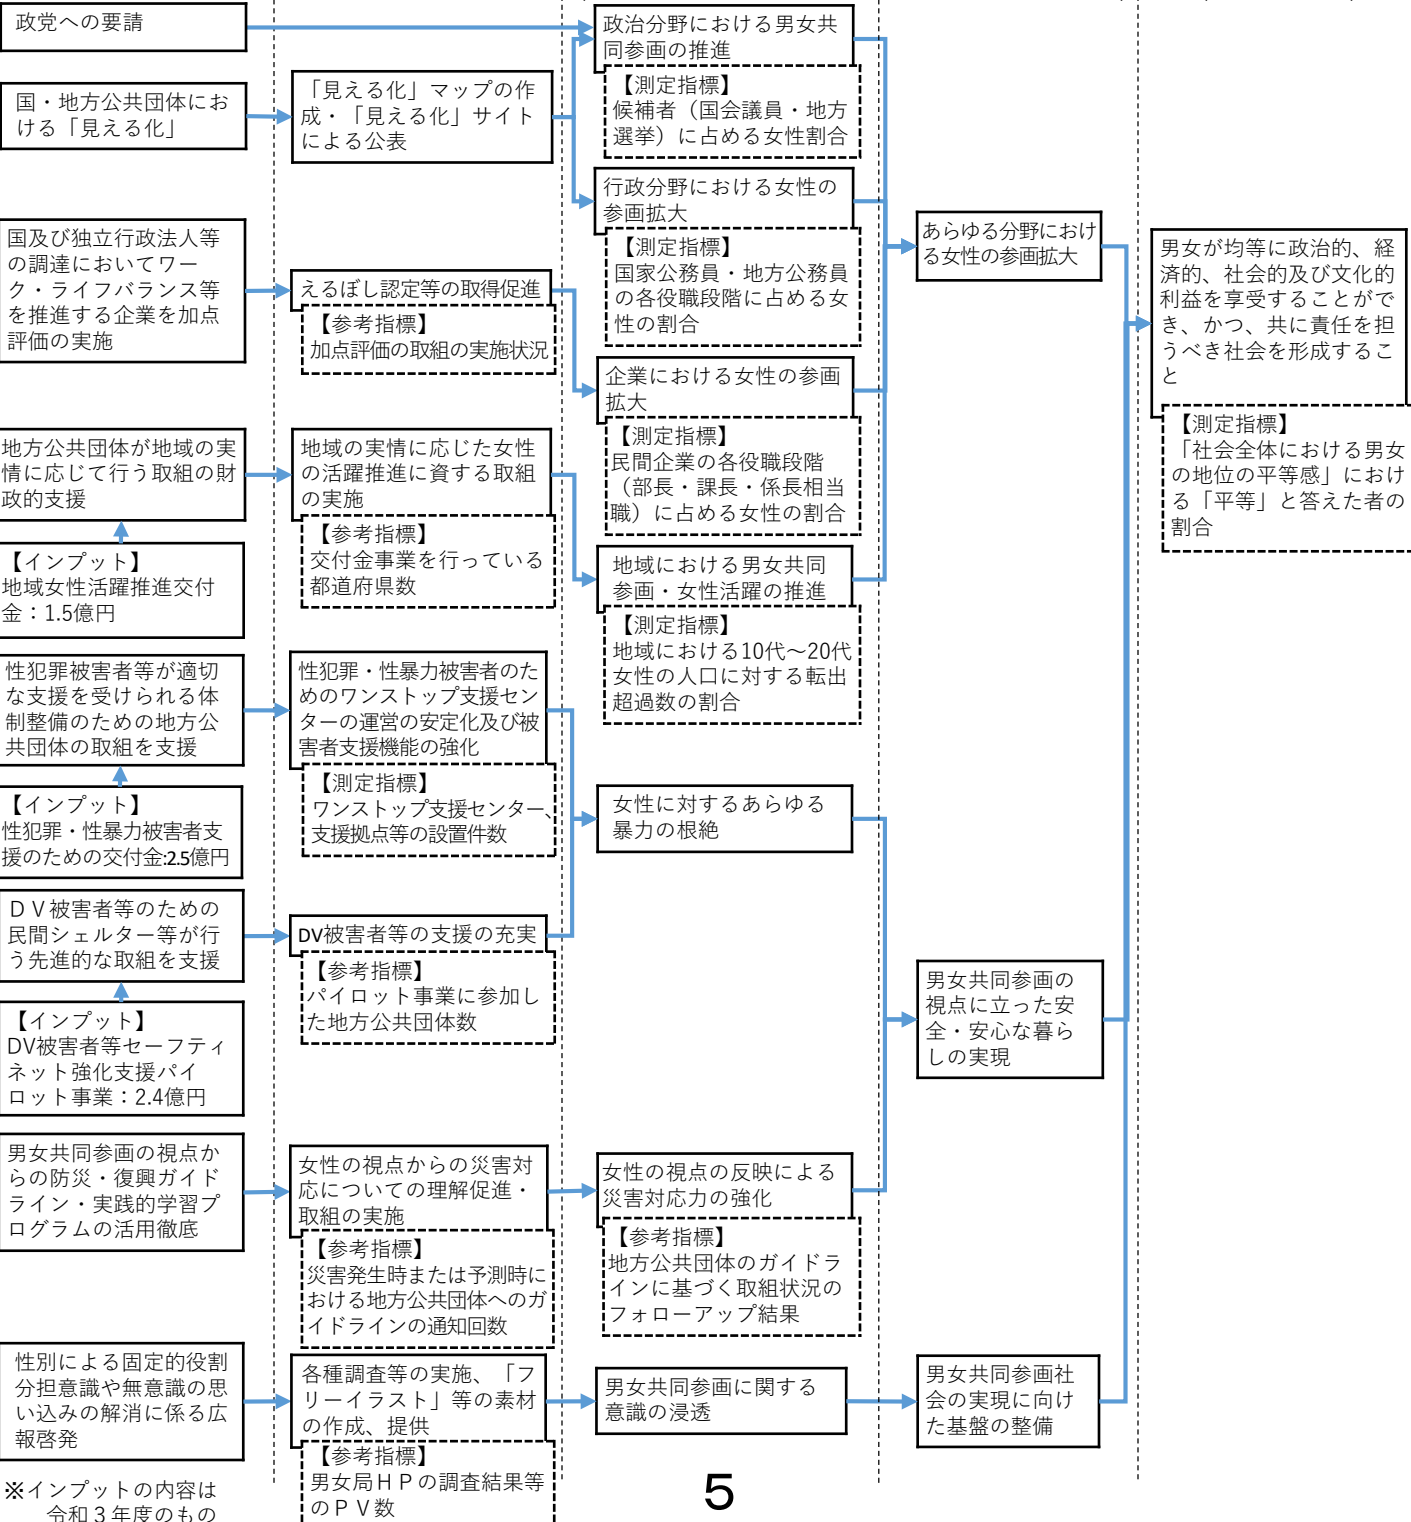 政党への要請
国・地方公共団体にお
ける「見える化」
国及び独立行政法人等
の調達においてワー
ク・ライフバランス等
を推進する企業を加点
評価の実施
地方公共団体が地域の実
情に応じて行う取組の財
政的支援
【インプット】
地域女性活躍推進交付
金：1.5億円
性犯罪被害者等が適切
な支援を受けられる体
制整備のための地方公
共団体の取組を支援
【インプット】
性犯罪・性暴力被害者支
援のための交付金:2.5億円
ＤＶ被害者等のための
民間シェルター等が行
う先進的な取組を支援
【インプット】
DV被害者等セーフティ
ネット強化支援パイ
ロット事業：2.4億円
男女共同参画の視点か
らの防災・復興ガイド
ライン・実践的学習プ
ログラムの活用徹底
性別による固定的役割
分担意識や無意識の思
い込みの解消に係る広
報啓発
※インプットの内容は
令和３年度のもの
「見える化」マップの作
成・「見える化」サイト
による公表
えるぼし認定等の取得促進
【参考指標】
加点評価の取組の実施状況
地域の実情に応じた女性
の活躍推進に資する取組
の実施
【参考指標】
交付金事業を行っている
都道府県数
性犯罪・性暴力被害者のた
めのワンストップ支援セン
ターの運営の安定化及び被
害者支援機能の強化
【測定指標】
ワンストップ支援センター、
支援拠点等の設置件数
DV被害者等の支援の充実
【参考指標】
パイロット事業に参加し
た地方公共団体数
女性の視点からの災害対
応についての理解促進・
取組の実施
【参考指標】
災害発生時または予測時に
おける地方公共団体へのガ
イドラインの通知回数
各種調査等の実施、「フ
リーイラスト」等の素材
の作成、提供
【参考指標】
男女局ＨＰの調査結果等
のＰＶ数
政治分野における男女共
同参画の推進
【測定指標】
候補者（国会議員・地方
選挙）に占める女性割合
行政分野における女性の
参画拡大
【測定指標】
国家公務員・地方公務員
の各役職段階に占める女
性の割合
企業における女性の参画
拡大
【測定指標】
民間企業の各役職段階
（部長・課長・係長相当
職）に占める女性の割合
地域における男女共同
参画・女性活躍の推進
【測定指標】
地域における10代～20代
女性の人口に対する転出
超過数の割合
女性に対するあらゆる
暴力の根絶
女性の視点の反映による
災害対応力の強化
【参考指標】
地方公共団体のガイドラ
インに基づく取組状況の
フォローアップ結果
男女共同参画に関する
意識の浸透
あらゆる分野におけ
る女性の参画拡大
男女共同参画の
視点に立った安
全・安心な暮ら
しの実現
男女共同参画社
会の実現に向け
た基盤の整備
男女が均等に政治的、経
済的、社会的及び文化的
利益を享受することがで
き、かつ、共に責任を担
うべき社会を形成するこ
と
【測定指標】
「社会全体における男女
の地位の平等感」におけ
る「平等」と答えた者の
割合
5